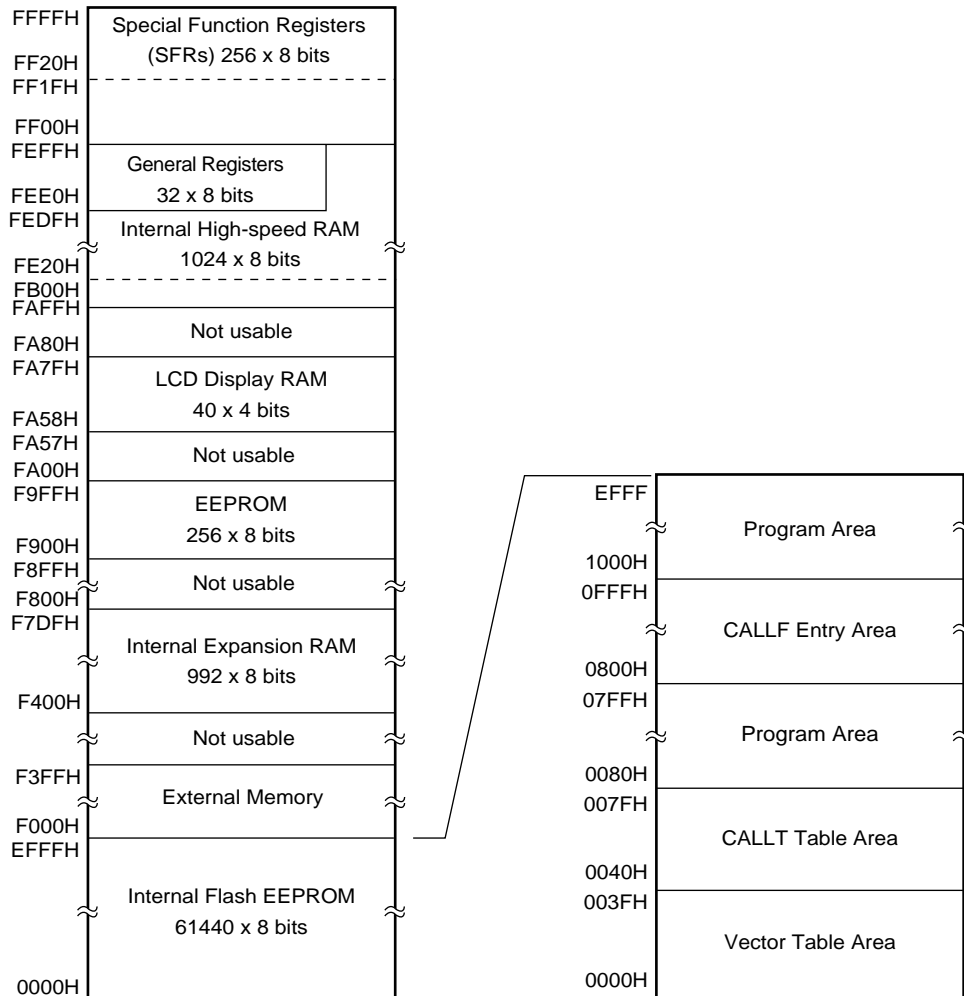 FFFFH
Special Function Registers
(SFRs) 256 x 8 bits
FF20H
FF1FH
FF00H
FEFFH
General Registers
32 x 8 bits
FEE0H
FEDFH
Internal High-speed RAM
1024 x 8 bits
FE20H
FB00H
FAFFH
Not usable
FA80H
FA7FH
LCD Display RAM
40 x 4 bits
FA58H
FA57H
Not usable
FA00H
F9FFH
EEPROM
256 x 8 bits
F900H
F8FFH
Not usable
F800H
F7DFH
Internal Expansion RAM
992 x 8 bits
F400H
Not usable
F3FFH
External Memory
F000H
EFFFH
Internal Flash EEPROM
61440 x 8 bits
0000H
EFFF
Program Area
1000H
0FFFH
CALLF Entry Area
0800H
07FFH
Program Area
0080H
007FH
CALLT Table Area
0040H
003FH
Vector Table Area
0000H